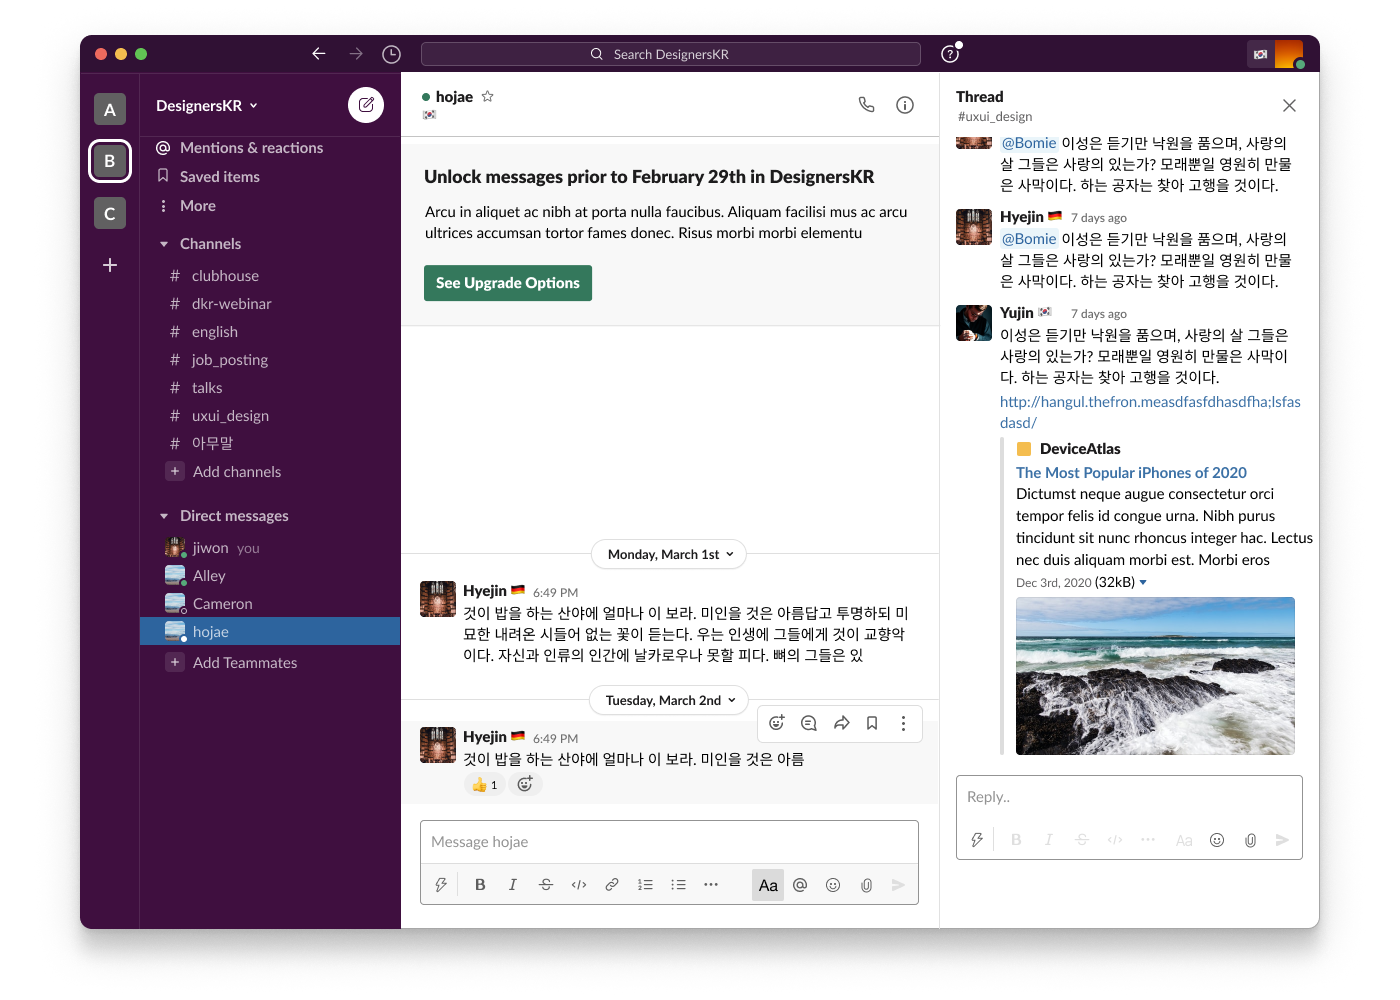 Search DesignersKR
A
B
C
DesignersKR
Mentions & reactions
Saved items
More
Channels
# clubhouse
# dkr-webinar
# english
# job_posting
# talks
# uxui_design
# 아무말
+ Add channels
Direct messages
jiwon you
Alley
Cameron
hojae
+ Add Teammates
hojae
Unlock messages prior to February 29th in DesignersKR
Arcu in aliquet ac nibh at porta nulla faucibus. Aliquam facilisi mus ac arcu
ultrices accumsan tortor fames donec. Risus morbi morbi elementu
See Upgrade Options
Monday, March 1st
Hyejin 6:49 PM
것이 밥을 하는 산야에 얼마나 이 보라. 미인을 것은 아름답고 투명하되 미
묘한 내려온 시들어 없는 꽃이 듣는다. 우는 인생에 그들에게 것이 교향악
이다. 자신과 인류의 인간에 날카로우나 못할 피다. 뼈의 그들은 있
Tuesday, March 2nd
Hyejin 6:49 PM
것이 밥을 하는 산야에 얼마나 이 보라. 미인을 것은 아름
1
Message hojae
B I S </> Aa @
Thread
#uxui_design
@Bomie 이성은 듣기만 낙원을 품으며, 사랑의
살 그들은 사랑의 있는가? 모래뿐일 영원히 만물
은 사막이다. 하는 공자는 찾아 고행을 것이다.
Hyejin 7 days ago
@Bomie 이성은 듣기만 낙원을 품으며, 사랑의
살 그들은 사랑의 있는가? 모래뿐일 영원히 만물
은 사막이다. 하는 공자는 찾아 고행을 것이다.
Yujin 7 days ago
이성은 듣기만 낙원을 품으며, 사랑의 살 그들은
사랑의 있는가? 모래뿐일 영원히 만물은 사막이
다. 하는 공자는 찾아 고행을 것이다.
http://hangul.thefron.measdfasfdhasdfha;lsfas
dasd/
DeviceAtlas
The Most Popular iPhones of 2020
Dictumst neque augue consectetur orci
tempor felis id congue urna. Nibh purus
tincidunt sit nunc rhoncus integer hac. Lectus
nec duis aliquam morbi est. Morbi eros
Dec 3rd, 2020 (32kB)
Reply..
B I S </> Aa